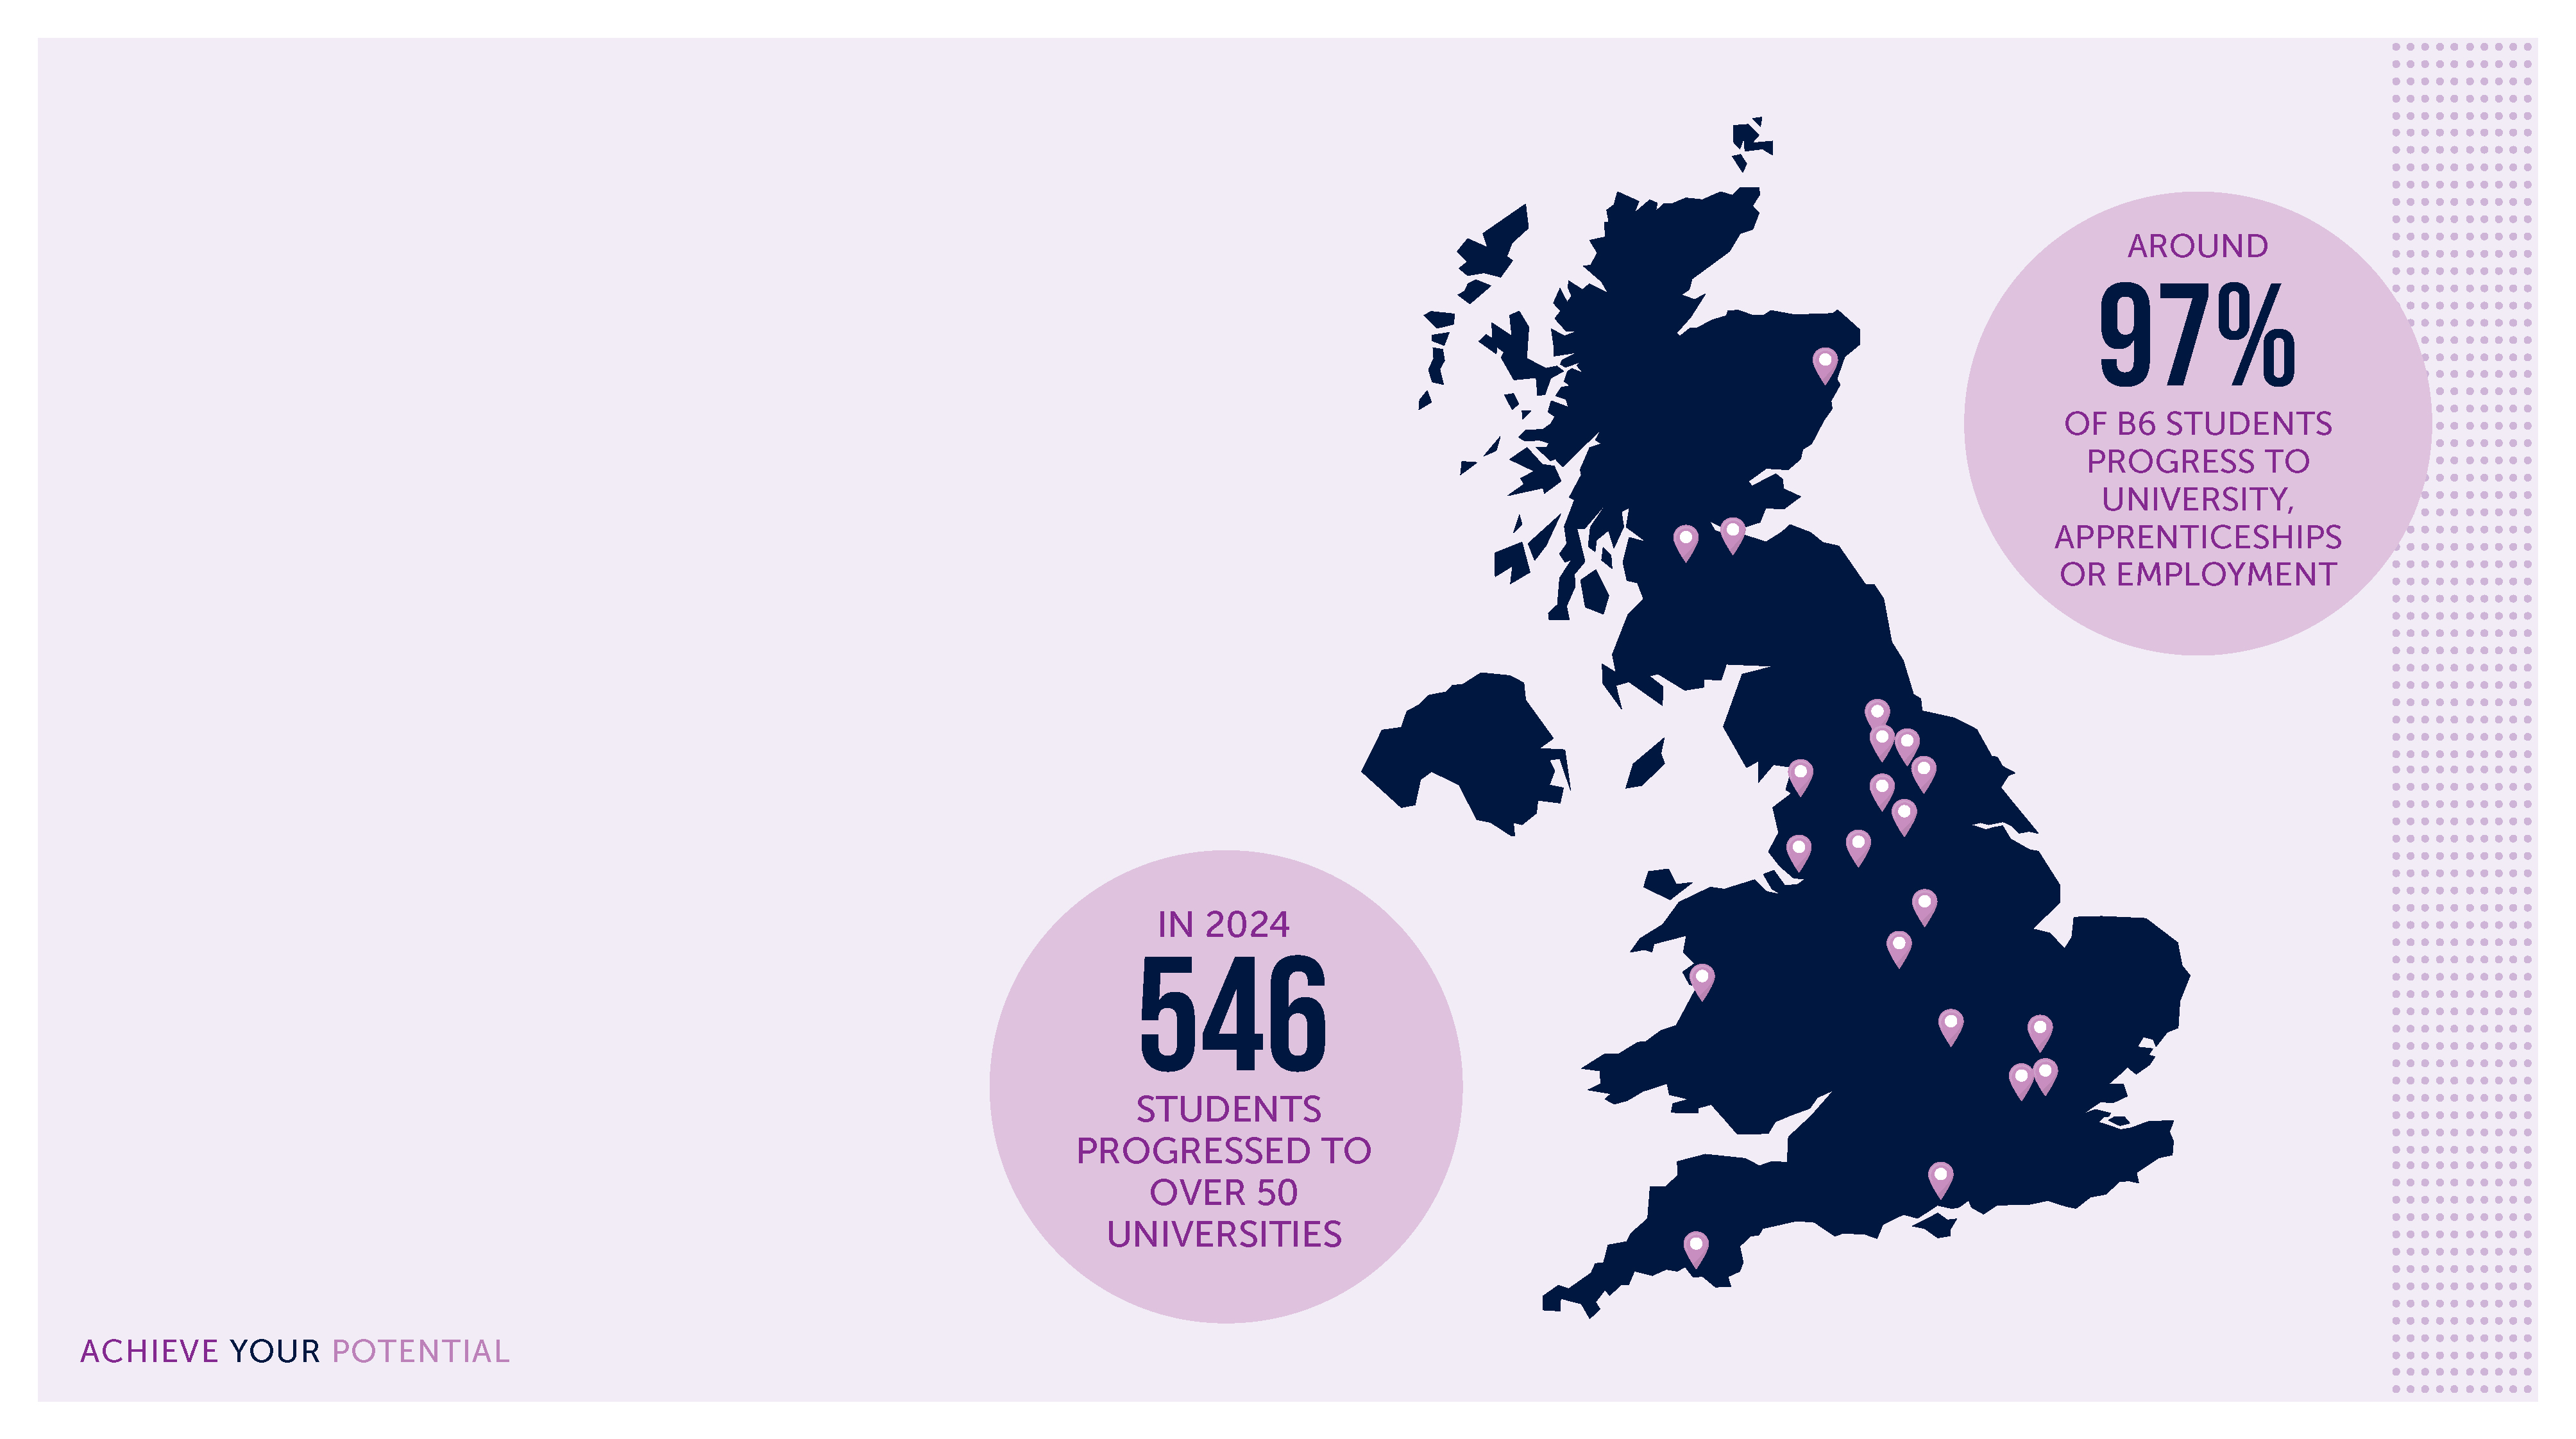 AROUND
97%
OF B6 STUDENTS
PROGRESS TO
UNIVERSITY,
APPRENTICESHIPS
OR EMPLOYMENT
IN 2024
546
STUDENTS
PROGRESSED TO
OVER 50
UNIVERSITIES
ACHIEVE YOUR POTENTIAL